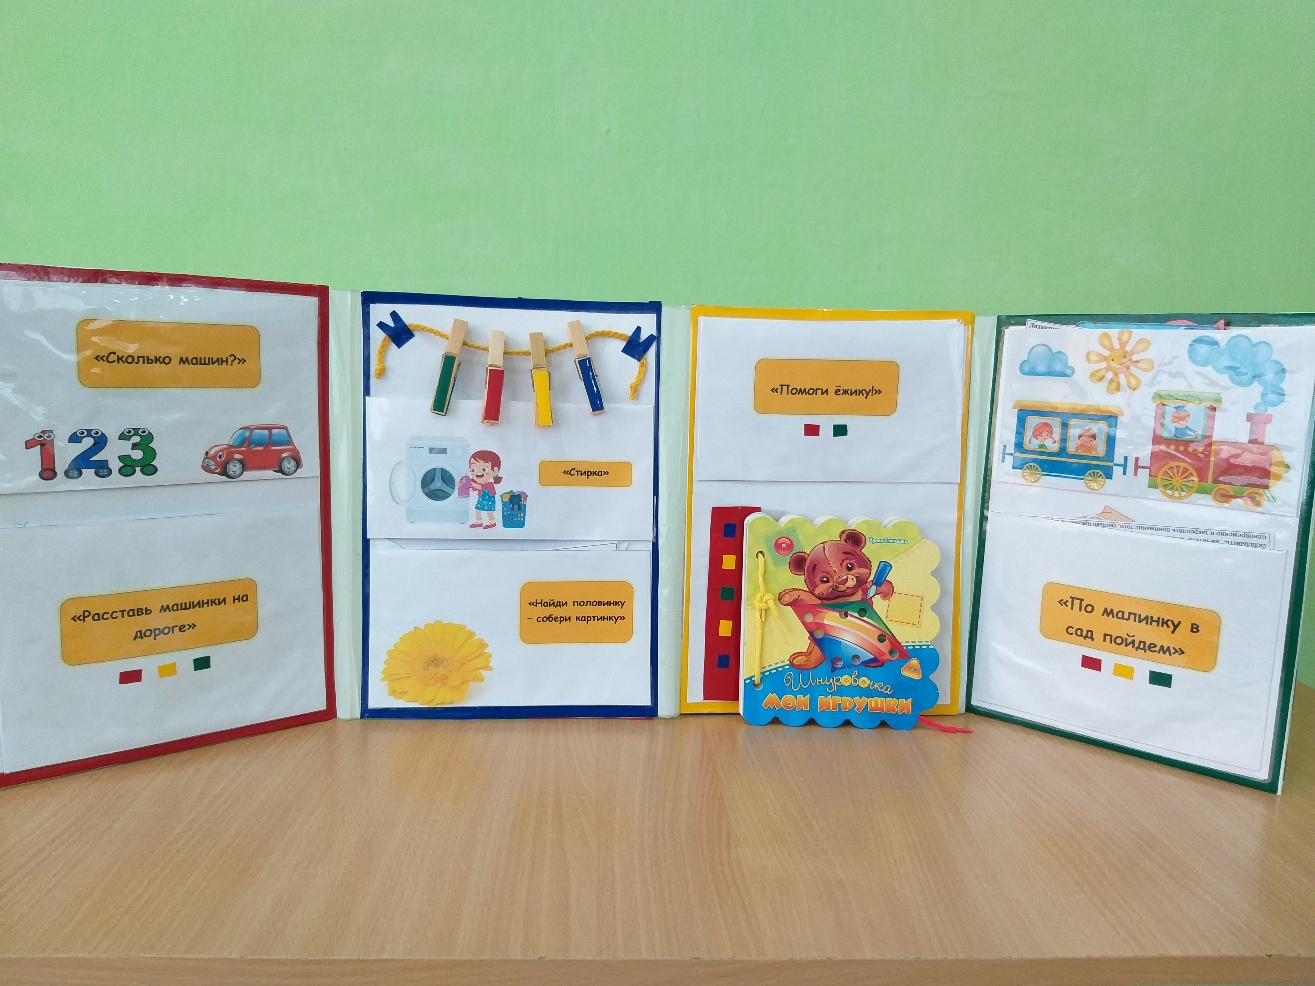 «Сколько машин?»
123
«Расставь машинки на
дороге»
«Стирка»
«Найди половинку
– собери картинку»
«Помоги ёжику!»
Шнуровочка
МОИ ИГРУШКИ
«По малинку в
сад пойдем»